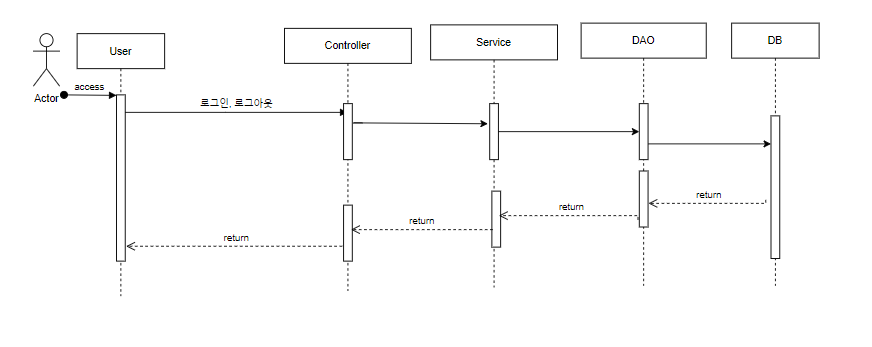 User
Controller
Service
DAO
DB
Actor
access
로그인, 로그아웃
return
return
return
return